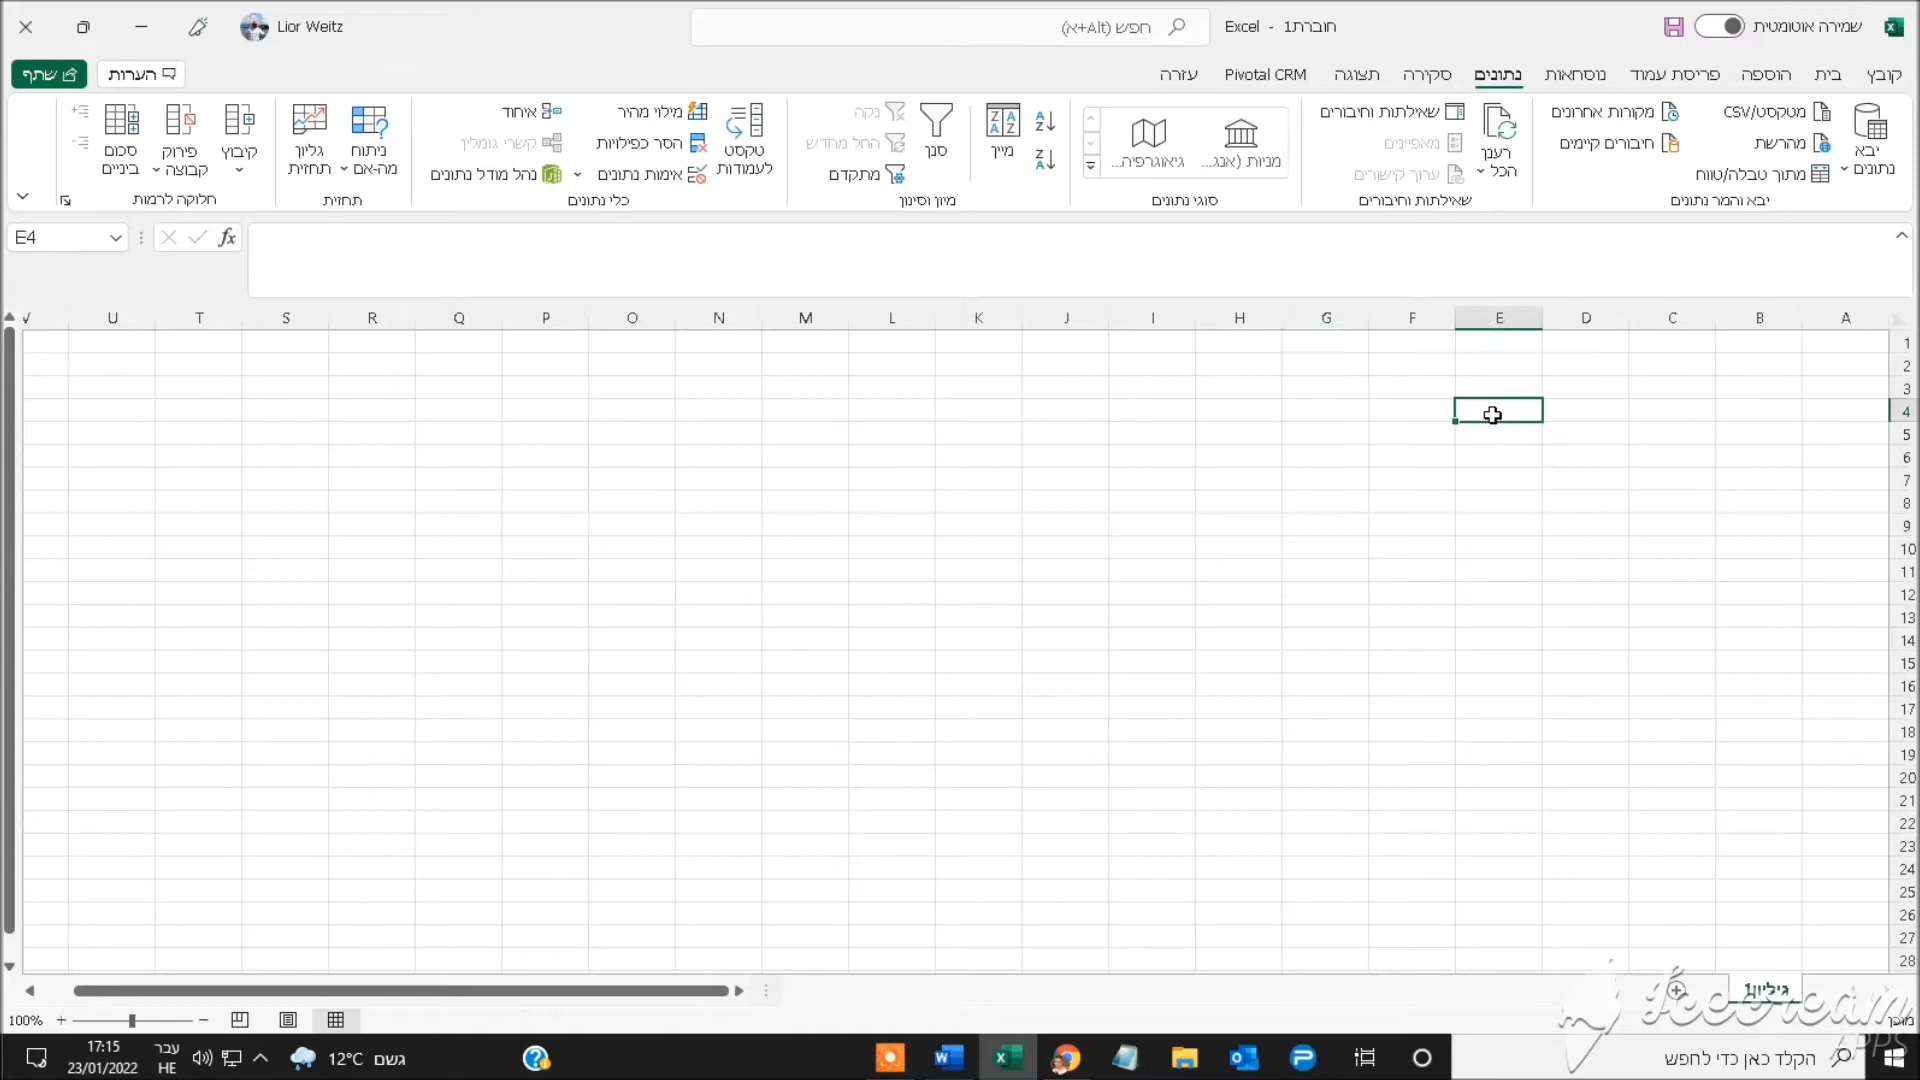 שמירה אוטומטית
חוברת1 - Excel
חפש (Alt+א)
Lior Weitz
קובץ
בית
הוספה
פריסת עמוד
נוסחאות
נתונים
סקירה
תצוגה
Pivotal CRM
עזרה
הערות
שתף
יבא נתונים
מטקסט/CSV
מהרשת
מתוך טבלה/טווח
מקורות אחרונים
חיבורים קיימים
יבא והמר נתונים
רענן הכל
שאילתות וחיבורים
מאפיינים
ערוך קישורים
שאילתות וחיבורים
מניות (אנג...
גיאוגרפיה...
סוגי נתונים
מיין
סנן
נקה
החל מחדש
מתקדם
מיון וסינון
טקסט לעמודות
מילוי מהיר
הסר כפילויות
אימות נתונים
איחוד
קשרי גומלין
נהל מודל נתונים
כלי נתונים
ניתוח מה-אם
גליון תחזית
תחזית
קיבוץ
פירוק קבוצה
סכום ביניים
חלוקה לרמות
E4
fx
A B C D E F G H I J K L M N O P Q R S T U V
1
2
3
4
5
6
7
8
9
10
11
12
13
14
15
16
17
18
19
20
21
22
23
24
25
26
27
28
גיליון1
Icecream
APPS
מוכן
100%
הקלד כאן כדי לחפש
12°C גשם
עבר
HE
17:15
23/01/2022